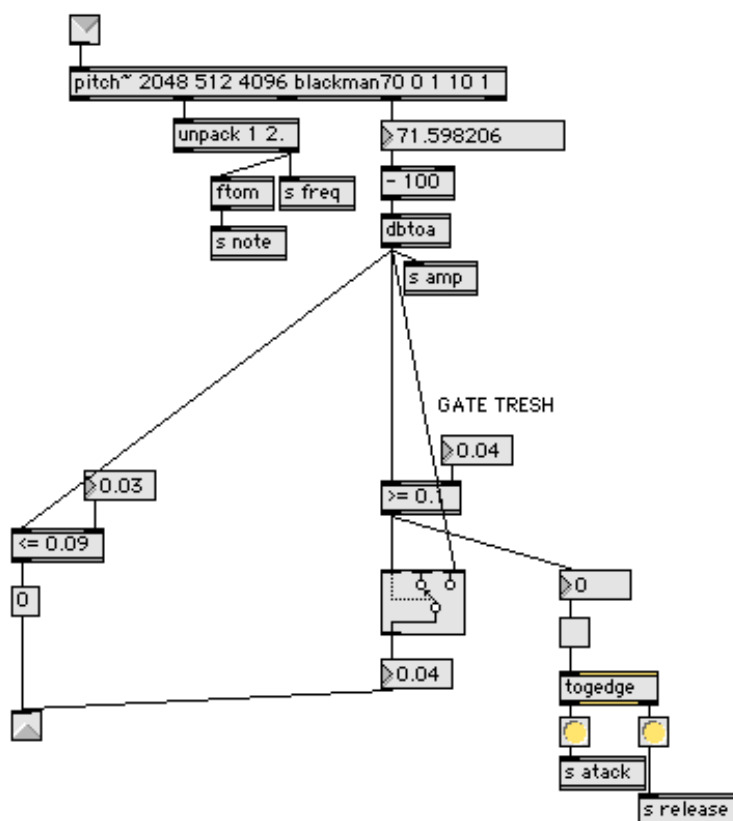 pitch~ 2048 512 4096 blackman70 0 1 10 1
unpack 1 2.
71.598206
ftom
s freq
- 100
s note
dbtoa
s amp
GATE TRESH
0.04
0.03
>= 0.
<= 0.09
0
0
0.04
togedge
s atack
s release